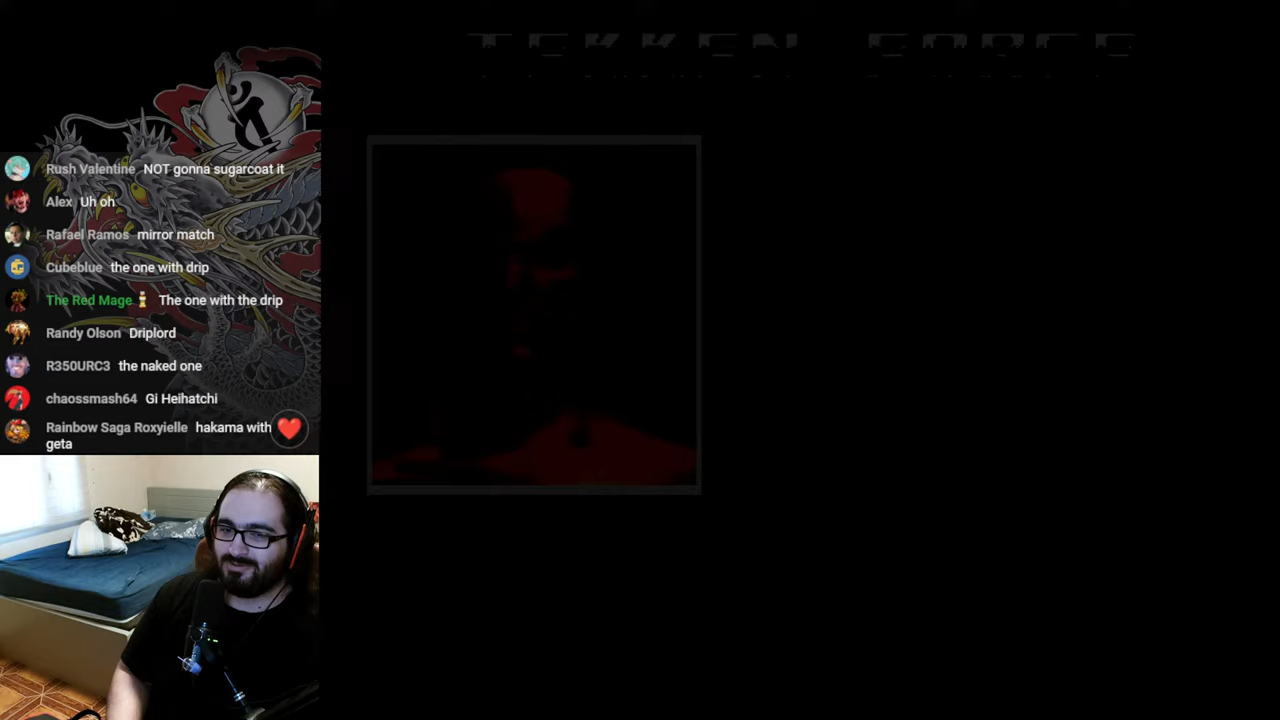 TEKKEN FORCE
Rush Valentine NOT gonna sugarcoat it
Alex Uh oh
Rafael Ramos mirror match
Cubeblue the one with drip
The Red Mage The one with the drip
Randy Olson Driplord
R350URC3 the naked one
chaossmash64 Gi Heihatchi
Rainbow Saga Roxyielle hakama with
geta